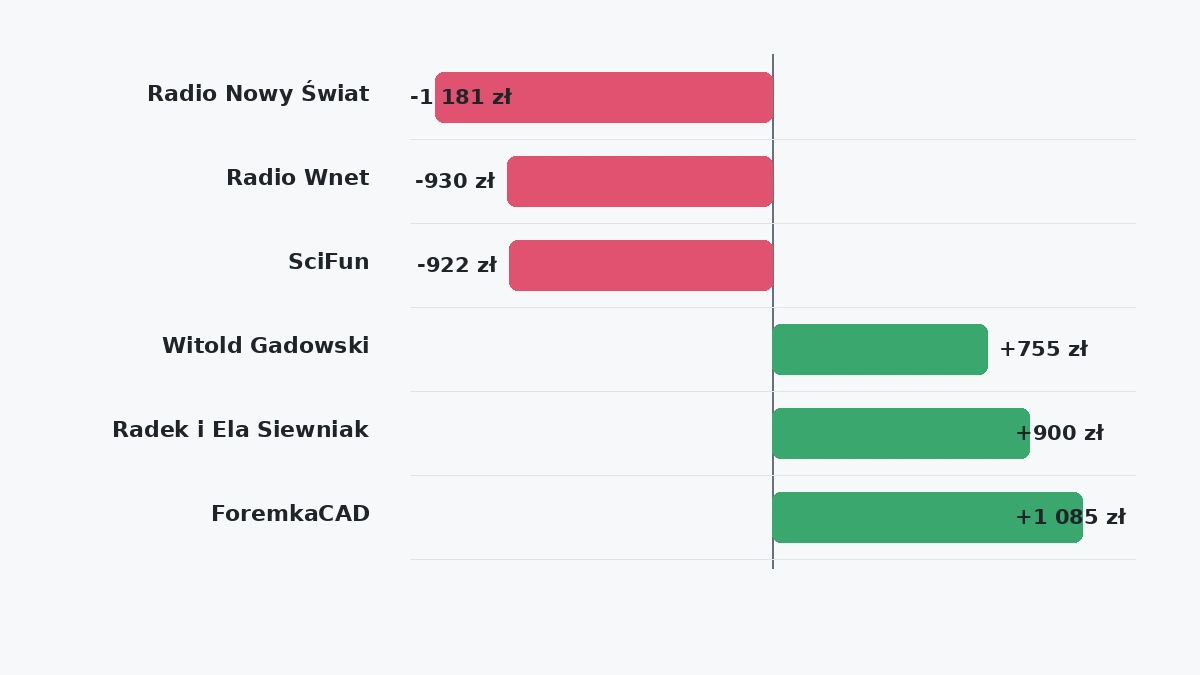 Radio Nowy Świat -1 181 zł
Radio Wnet -930 zł
SciFun -922 zł
Witold Gadowski +755 zł
Radek i Ela Siewniak +900 zł
ForemkaCAD +1 085 zł